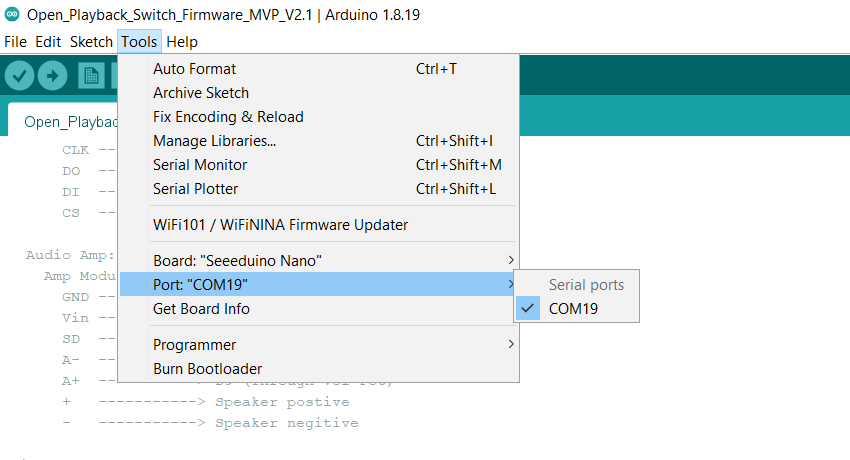 Open_Playback_Switch_Firmware_MVP_V2.1 | Arduino 1.8.19
File Edit Sketch Tools Help
Auto Format Ctrl+T
Archive Sketch
Fix Encoding & Reload
Manage Libraries... Ctrl+Shift+I
Serial Monitor Ctrl+Shift+M
Serial Plotter Ctrl+Shift+L
WiFi101 / WiFiNINA Firmware Updater
Board: "Seeeduino Nano"
Port: "COM19"
Get Board Info
Programmer
Burn Bootloader
Serial ports
COM19
Open_Playbac
CLK --
DO --
DI --
CS --
Audio Amp:
Amp Modu
GND --
Vin --
SD --
A- --
A+ --
+ -----------> Speaker postive
- -----------> Speaker negitive